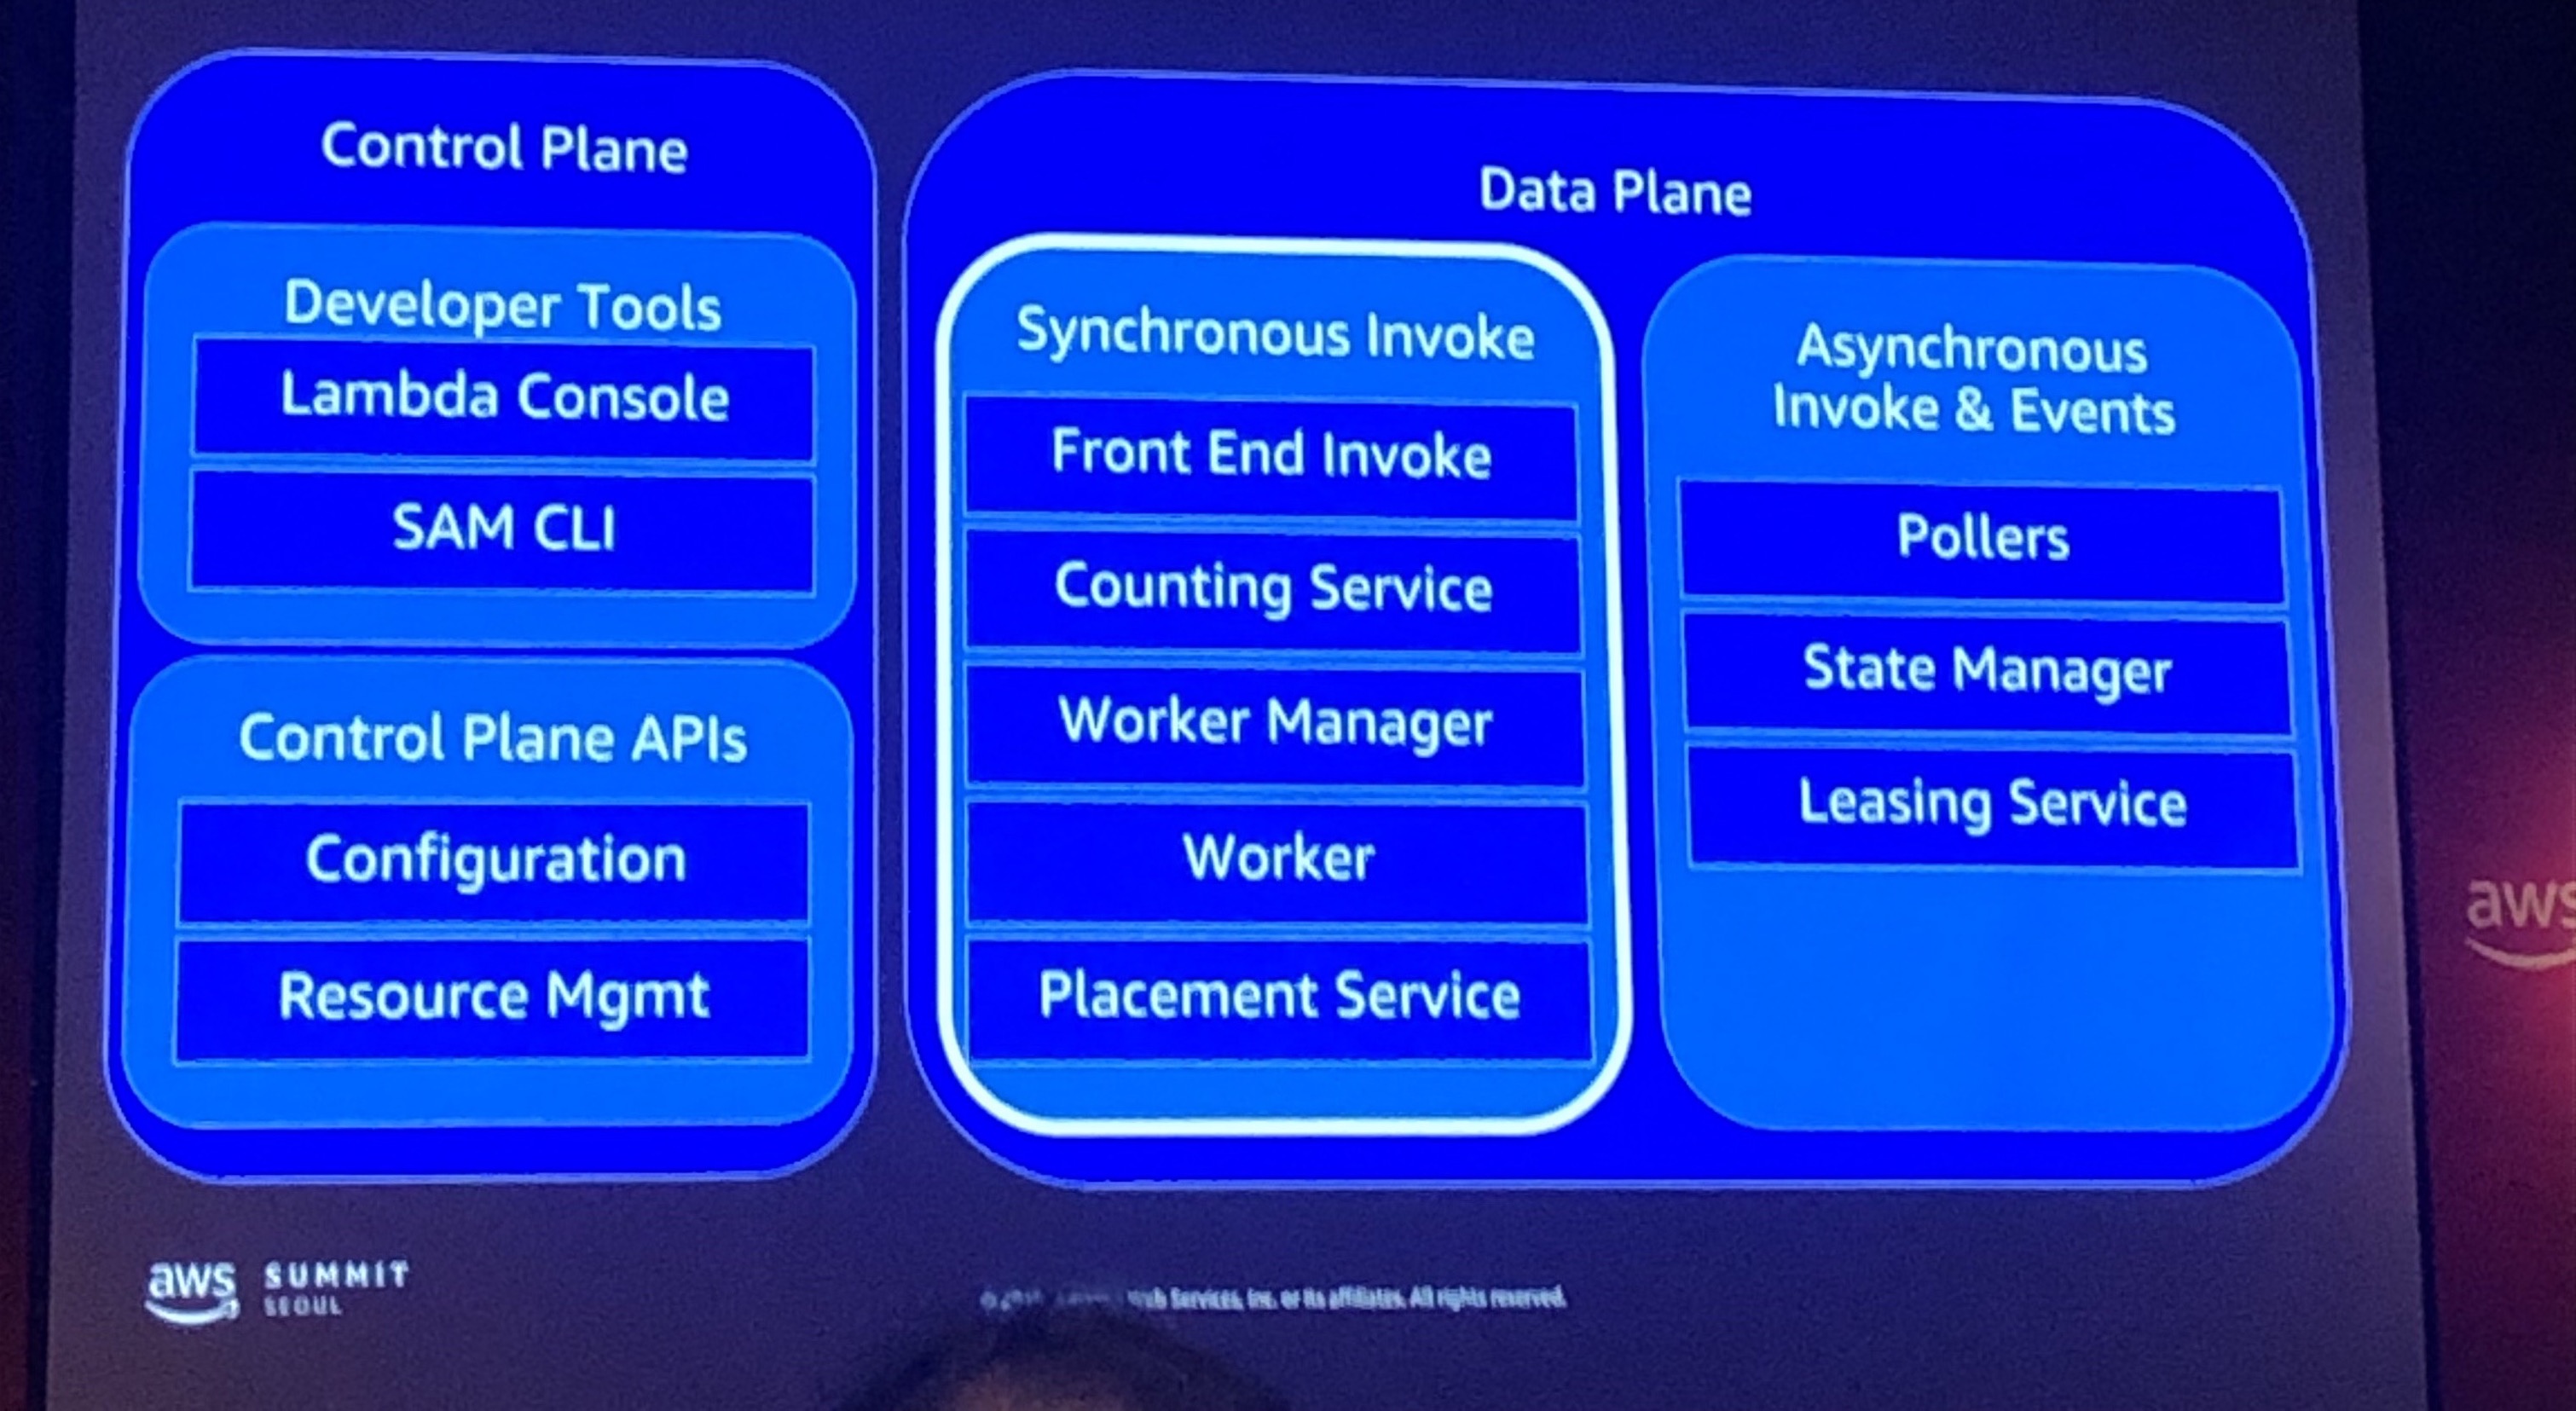 Control Plane
Developer Tools
Lambda Console
SAM CLI
Control Plane APIs
Configuration
Resource Mgmt
Data Plane
Synchronous Invoke
Front End Invoke
Counting Service
Worker Manager
Worker
Placement Service
Asynchronous
Invoke & Events
Pollers
State Manager
Leasing Service
aws
aws SUMMIT
SEOUL
Services, Inc. or its affiliates. All rights reserved.